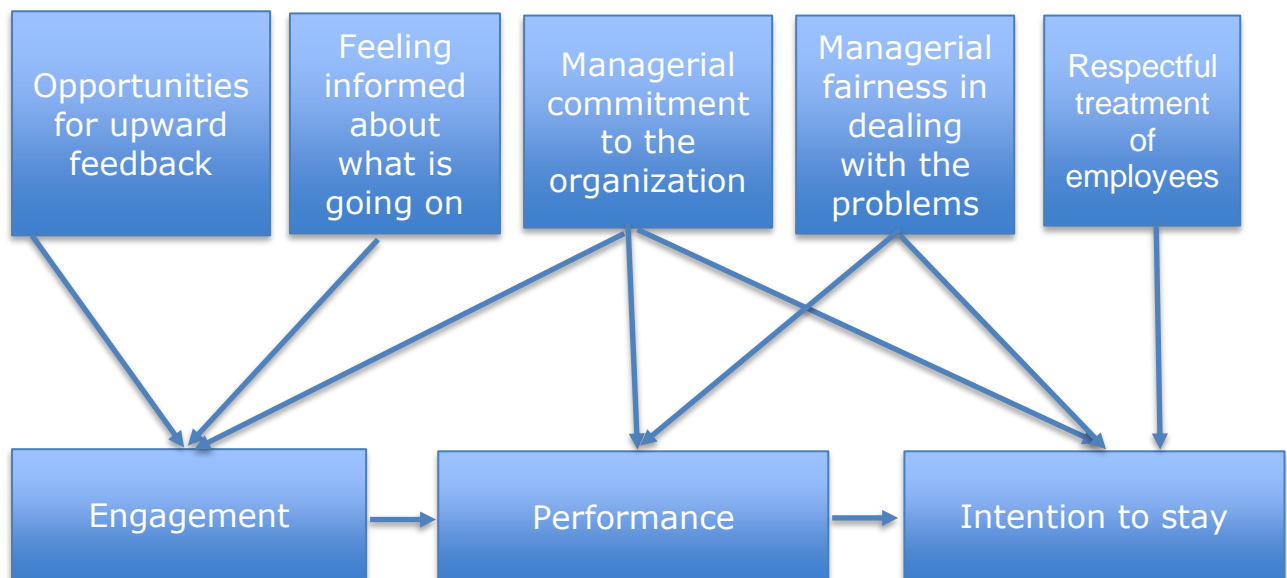 Opportunities
for upward
feedback
Feeling
informed
about
what is
going on
Managerial
commitment
to the
organization
Managerial
fairness in
dealing
with the
problems
Respectful
treatment
of
employees
Engagement
Performance
Intention to stay